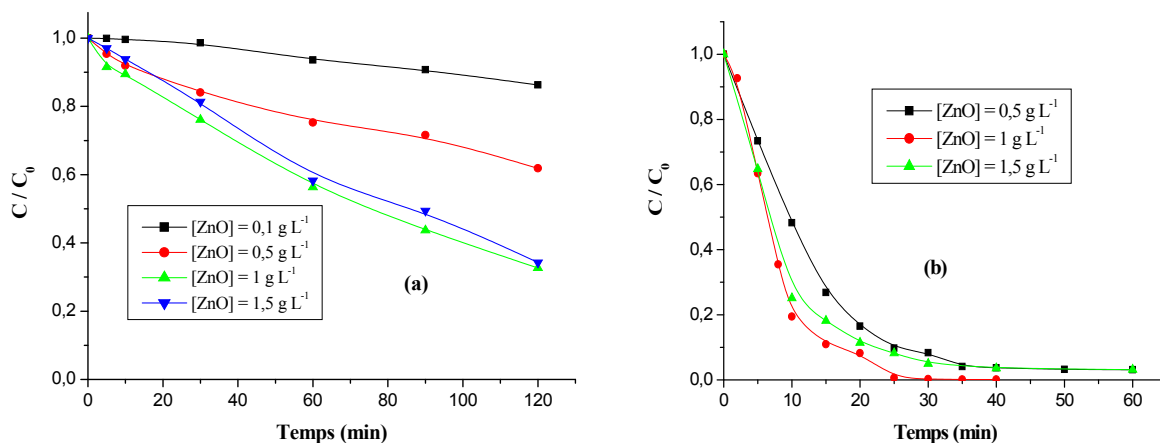 1,0
0,8
0,6
0,4
0,2
0,0
C / C₀
[ZnO] = 0,1 g L⁻¹
[ZnO] = 0,5 g L⁻¹
[ZnO] = 1 g L⁻¹
[ZnO] = 1,5 g L⁻¹
(a)
0 20 40 60 80 100 120
Temps (min)
1,0
0,8
0,6
0,4
0,2
0,0
C / C₀
[ZnO] = 0,5 g L⁻¹
[ZnO] = 1 g L⁻¹
[ZnO] = 1,5 g L⁻¹
(b)
0 10 20 30 40 50 60
Temps (min)